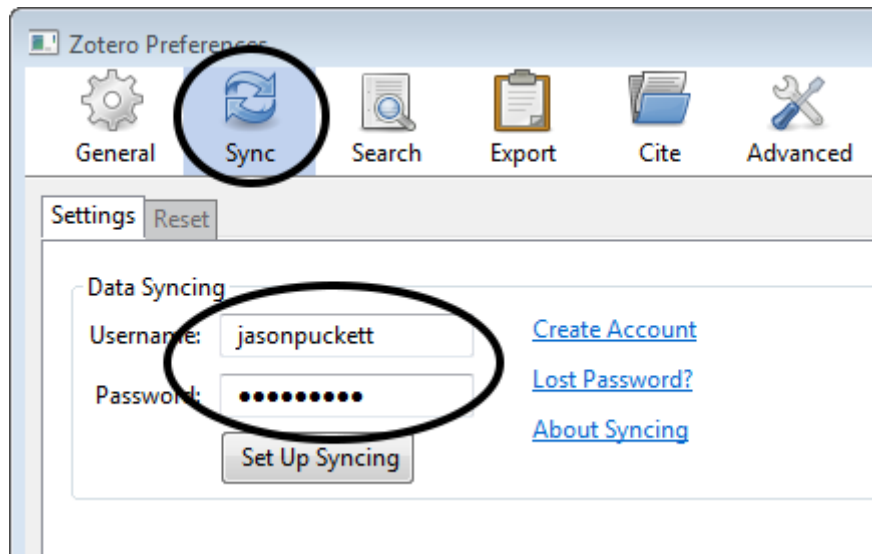 Zotero Preferences
General Sync Search Export Cite Advanced
Settings Reset
Data Syncing
Username: jasonpuckett Create Account
Password: ●●●●●●●●● Lost Password?
Set Up Syncing About Syncing